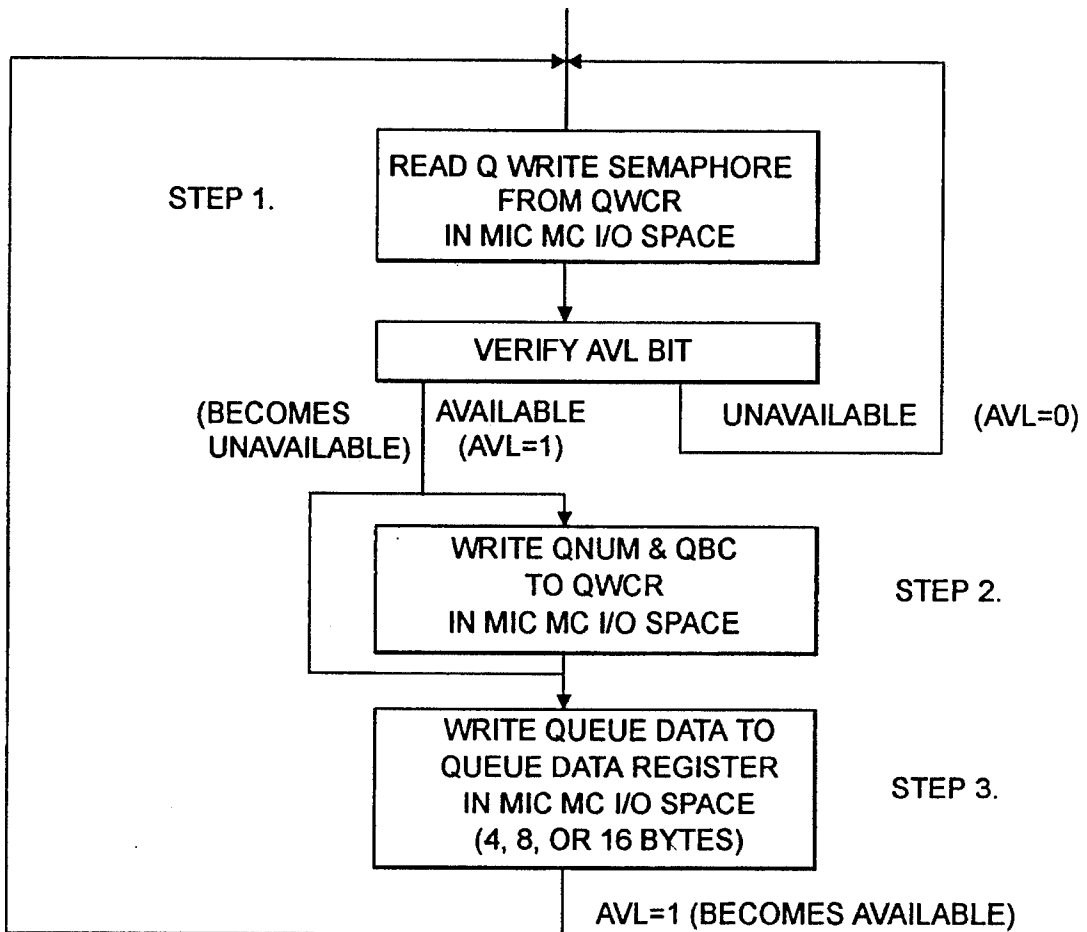 STEP 1.
READ Q WRITE SEMAPHORE
FROM QWCR
IN MIC MC I/O SPACE
VERIFY AVL BIT
(BECOMES
UNAVAILABLE)
AVAILABLE
(AVL=1)
UNAVAILABLE
(AVL=0)
WRITE QNUM & QBC
TO QWCR
IN MIC MC I/O SPACE
STEP 2.
WRITE QUEUE DATA TO
QUEUE DATA REGISTER
IN MIC MC I/O SPACE
(4, 8, OR 16 BYTES)
STEP 3.
AVL=1 (BECOMES AVAILABLE)